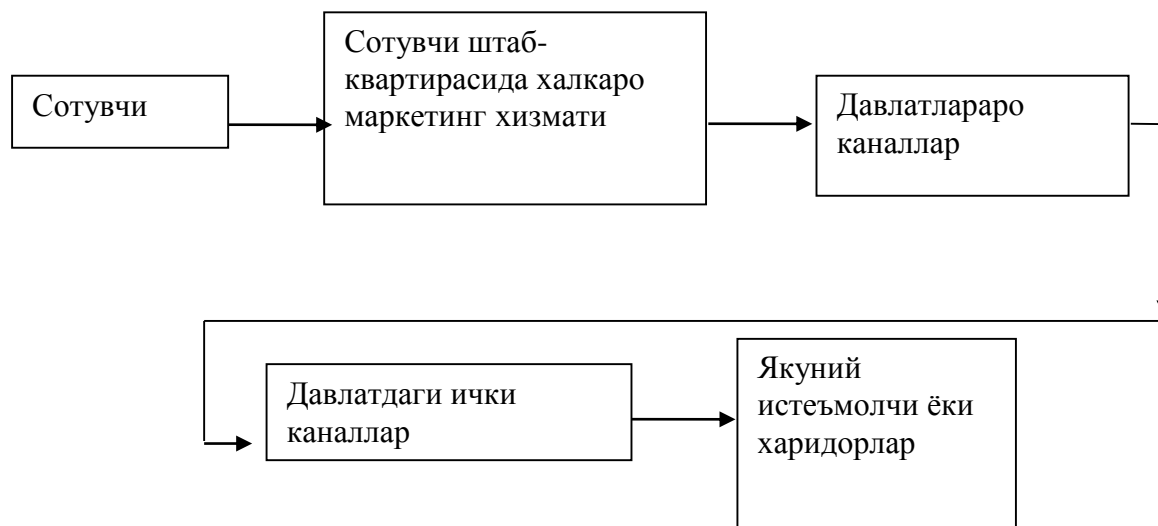 Сотувчи
Сотувчи штаб-
квартирасида халкаро
маркетинг хизмати
Давлатлараро
каналлар
Давлатдаги ички
каналлар
Якуний
истеъмолчи ёки
харидорлар